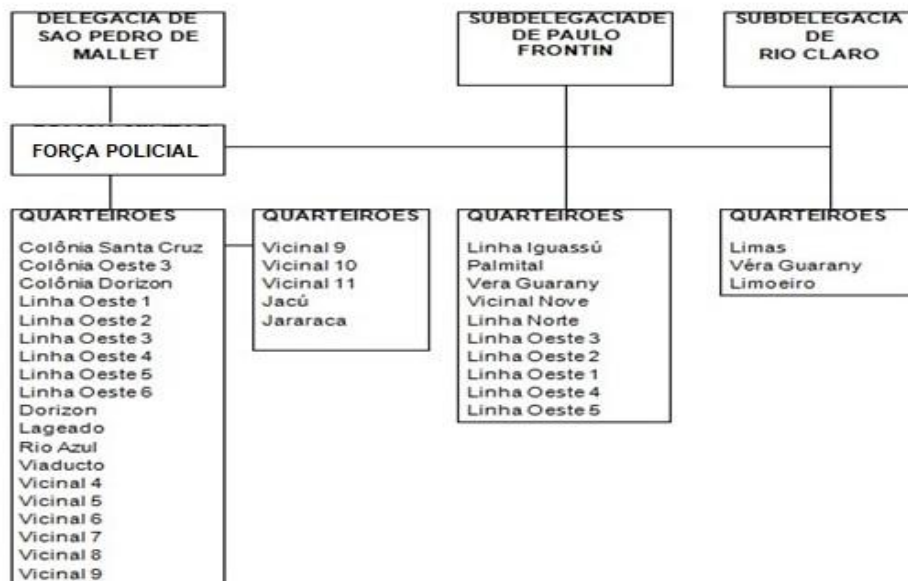 DELEGACIA DE
SAO PEDRO DE
MALLET
SUBDELEGACIADE
DE PAULO
FRONTIN
SUBDELEGACIA
DE
RIO CLARO
FORÇA POLICIAL
QUARTEIROES
Colônia Santa Cruz
Colônia Oeste 3
Colônia Dorizon
Linha Oeste 1
Linha Oeste 2
Linha Oeste 3
Linha Oeste 4
Linha Oeste 5
Linha Oeste 6
Dorizon
Lageado
Rio Azul
Viaducto
Vicinal 4
Vicinal 5
Vicinal 6
Vicinal 7
Vicinal 8
Vicinal 9
QUARTEIROES
Vicinal 9
Vicinal 10
Vicinal 11
Jacú
Jararaca
QUARTEIROES
Linha Iguassú
Palmital
Vera Guarany
Vicinal Nove
Linha Norte
Linha Oeste 3
Linha Oeste 2
Linha Oeste 1
Linha Oeste 4
Linha Oeste 5
QUARTEIROES
Limas
Véra Guarany
Limoeiro